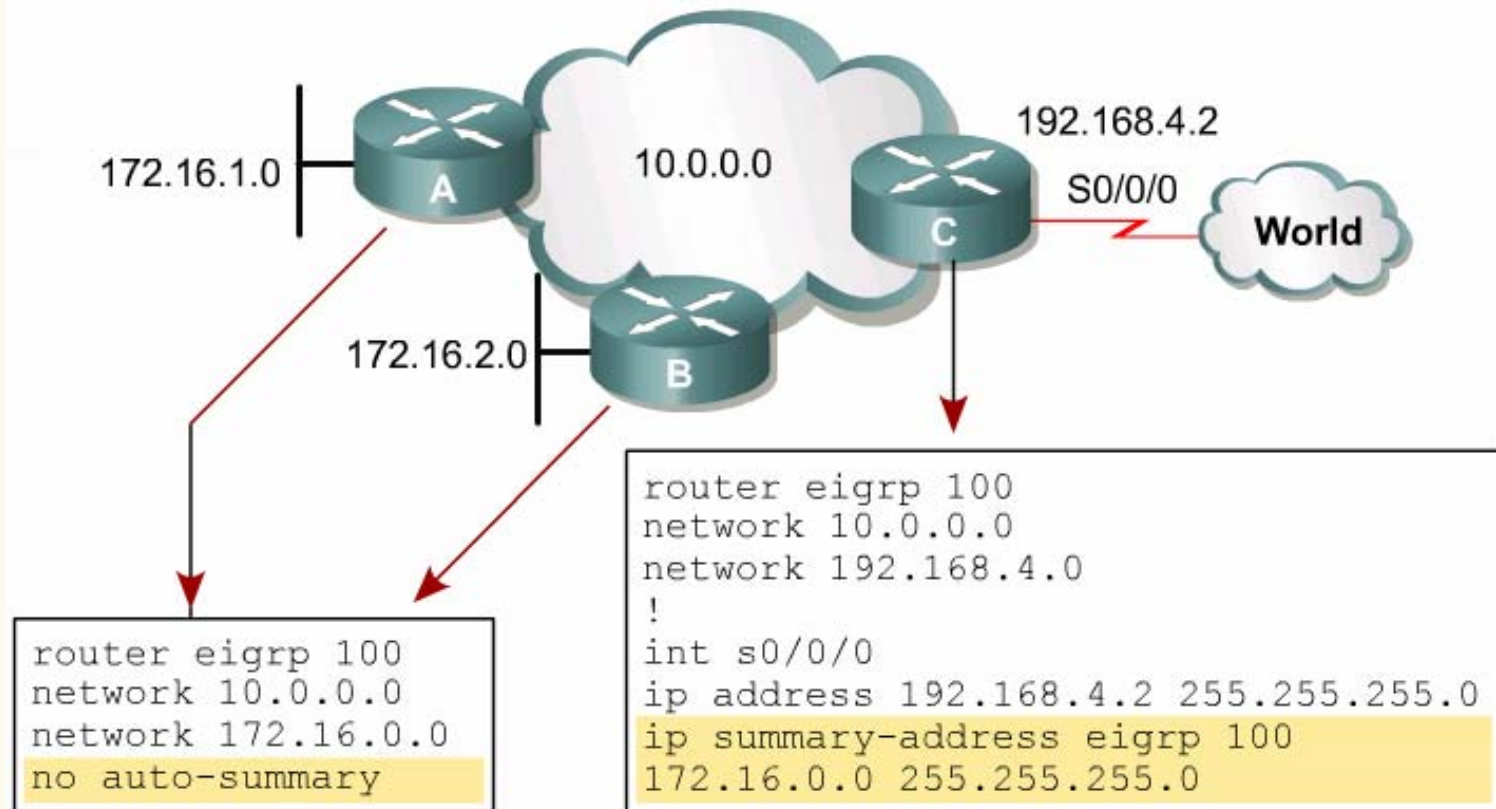 192.168.4.2
172.16.1.0
A
10.0.0.0
S0/0/0
C
World
172.16.2.0
B
router eigrp 100
network 10.0.0.0
network 172.16.0.0
no auto-summary
router eigrp 100
network 10.0.0.0
network 192.168.4.0
!
int s0/0/0
ip address 192.168.4.2 255.255.255.0
ip summary-address eigrp 100
172.16.0.0 255.255.255.0